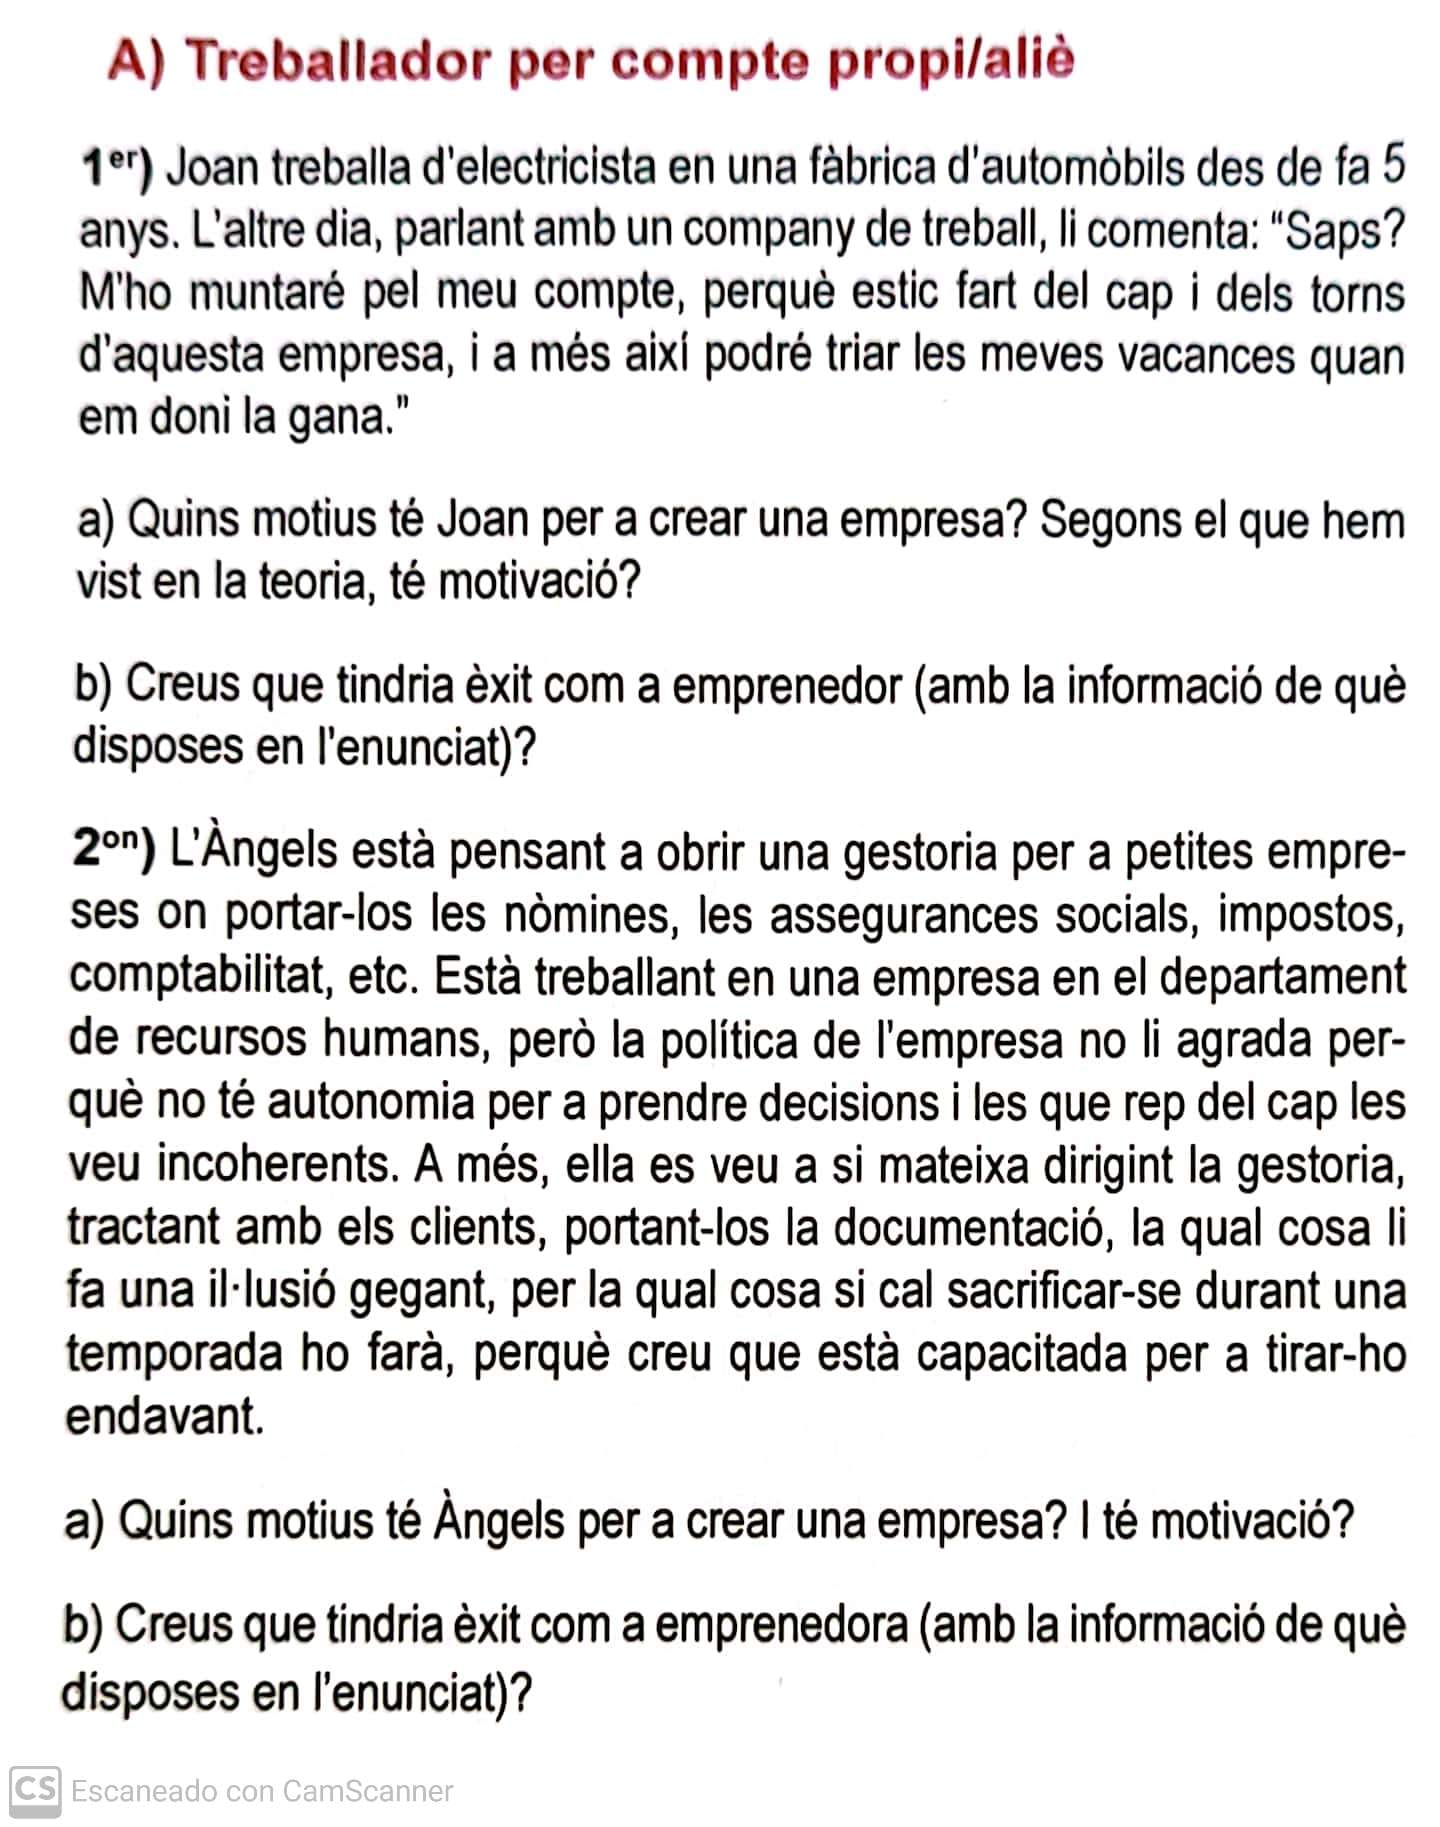 A) Treballador per compte propi/aliè
1ᵉʳ) Joan treballa d'electricista en una fàbrica d'automòbils des de fa 5
anys. L'altre dia, parlant amb un company de treball, li comenta: “Saps?
M'ho muntaré pel meu compte, perquè estic fart del cap i dels torns
d'aquesta empresa, i a més així podré triar les meves vacances quan
em doni la gana.”
a) Quins motius té Joan per a crear una empresa? Segons el que hem
vist en la teoria, té motivació?
b) Creus que tindria èxit com a emprenedor (amb la informació de què
disposes en l'enunciat)?
2ᵒⁿ) L'Àngels està pensant a obrir una gestoria per a petites empre-
ses on portar-los les nòmines, les assegurances socials, impostos,
comptabilitat, etc. Està treballant en una empresa en el departament
de recursos humans, però la política de l'empresa no li agrada per-
què no té autonomia per a prendre decisions i les que rep del cap les
veu incoherents. A més, ella es veu a si mateixa dirigint la gestoria,
tractant amb els clients, portant-los la documentació, la qual cosa li
fa una il·lusió gegant, per la qual cosa si cal sacrificar-se durant una
temporada ho farà, perquè creu que està capacitada per a tirar-ho
endavant.
a) Quins motius té Àngels per a crear una empresa? I té motivació?
b) Creus que tindria èxit com a emprenedora (amb la informació de què
disposes en l'enunciat)?
CS Escaneado con CamScanner